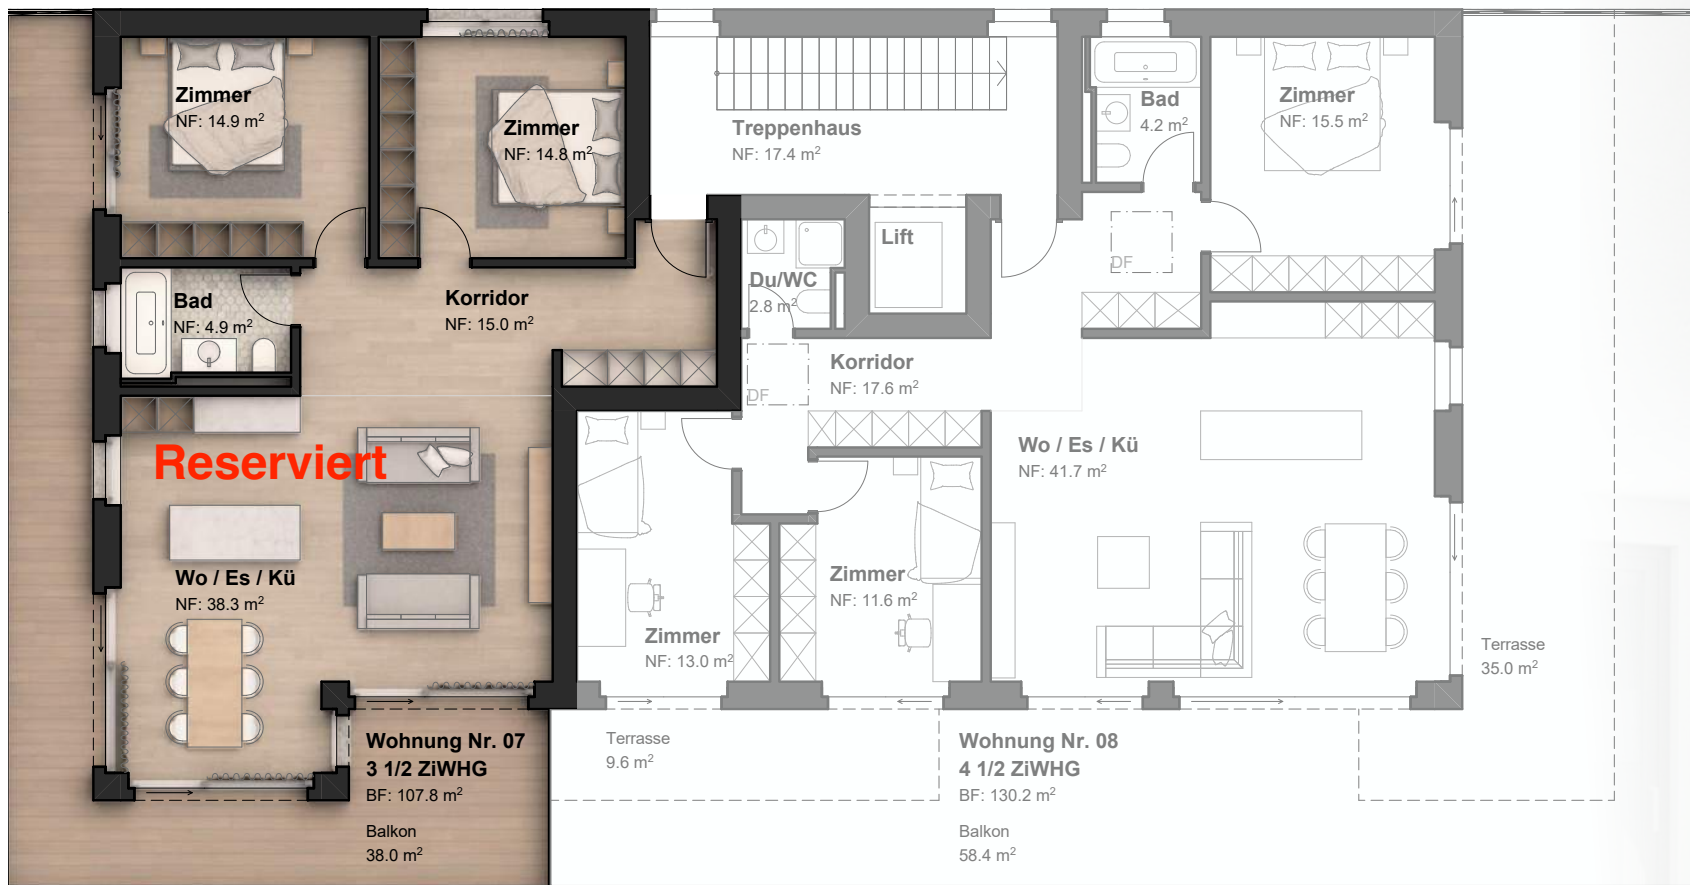 Zimmer
NF: 14.9 m²
Zimmer
NF: 14.8 m²
Treppenhaus
NF: 17.4 m²
Bad
4.2 m²
Zimmer
NF: 15.5 m²
Bad
NF: 4.9 m²
Korridor
NF: 15.0 m²
Du/WC
2.8 m²
Lift
DF
Korridor
NF: 17.6 m²
DF
Reserviert
Wo / Es / Kü
NF: 41.7 m²
Wo / Es / Kü
NF: 38.3 m²
Zimmer
NF: 11.6 m²
Zimmer
NF: 13.0 m²
Terrasse
35.0 m²
Wohnung Nr. 07
3 1/2 ZiWHG
BF: 107.8 m²
Balkon
38.0 m²
Terrasse
9.6 m²
Wohnung Nr. 08
4 1/2 ZiWHG
BF: 130.2 m²
Balkon
58.4 m²